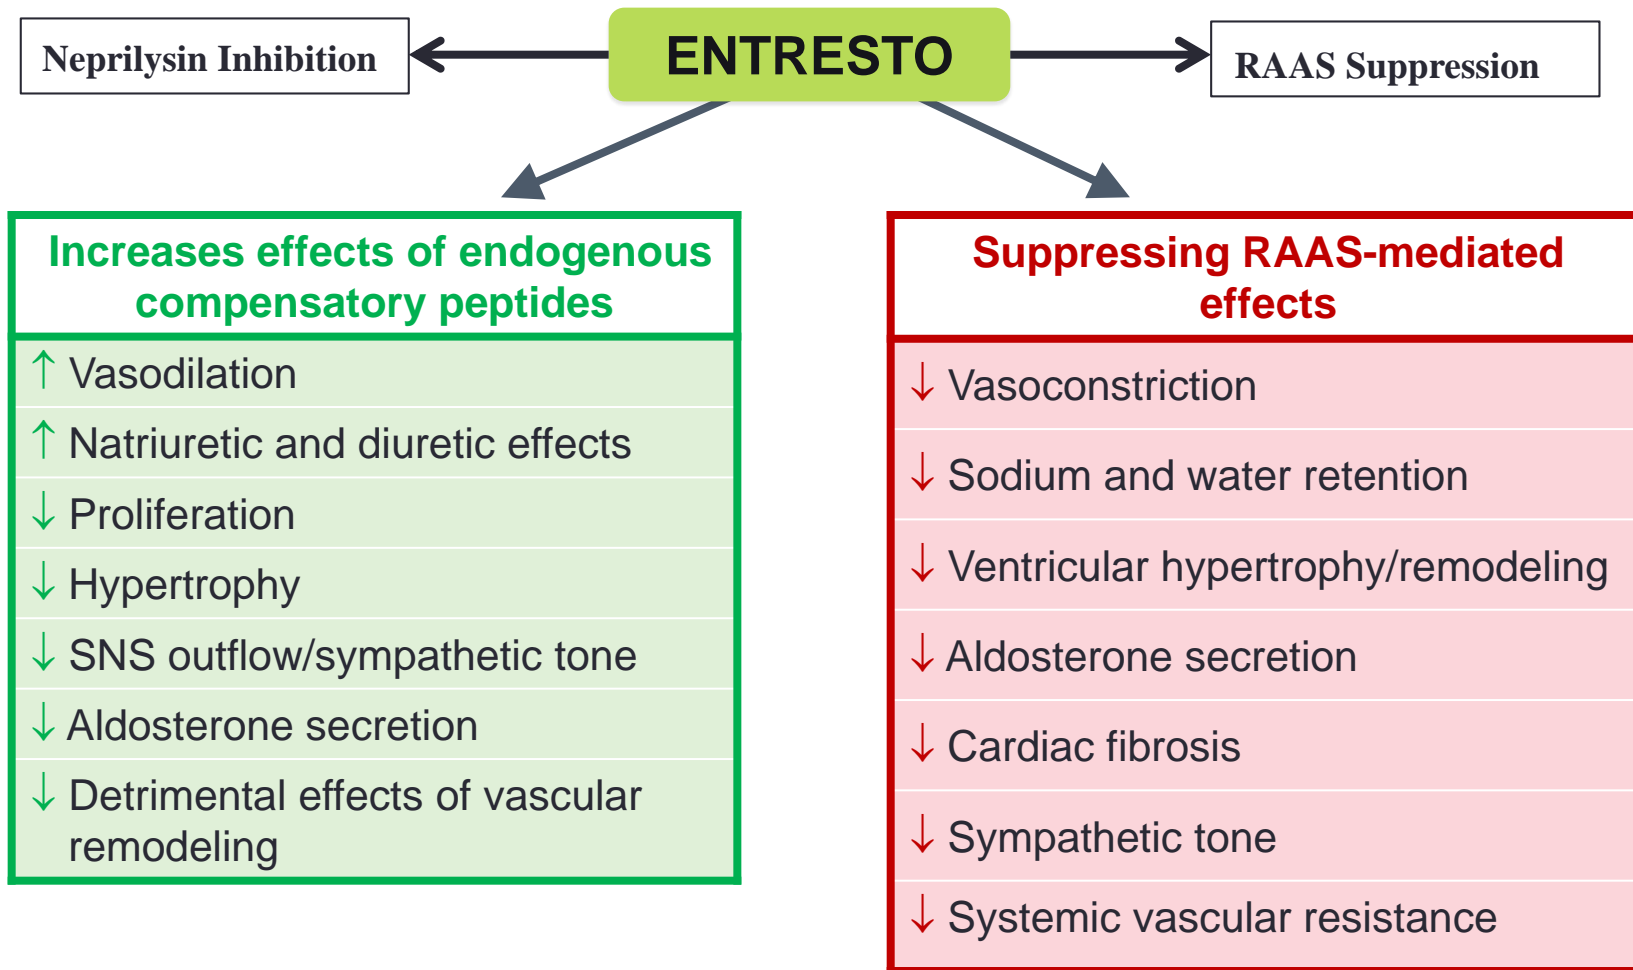 Neprilysin Inhibition
ENTRESTO
RAAS Suppression
Increases effects of endogenous
compensatory peptides
↑ Vasodilation
↑ Natriuretic and diuretic effects
↓ Proliferation
↓ Hypertrophy
↓ SNS outflow/sympathetic tone
↓ Aldosterone secretion
↓ Detrimental effects of vascular
remodeling
Suppressing RAAS-mediated
effects
↓ Vasoconstriction
↓ Sodium and water retention
↓ Ventricular hypertrophy/remodeling
↓ Aldosterone secretion
↓ Cardiac fibrosis
↓ Sympathetic tone
↓ Systemic vascular resistance